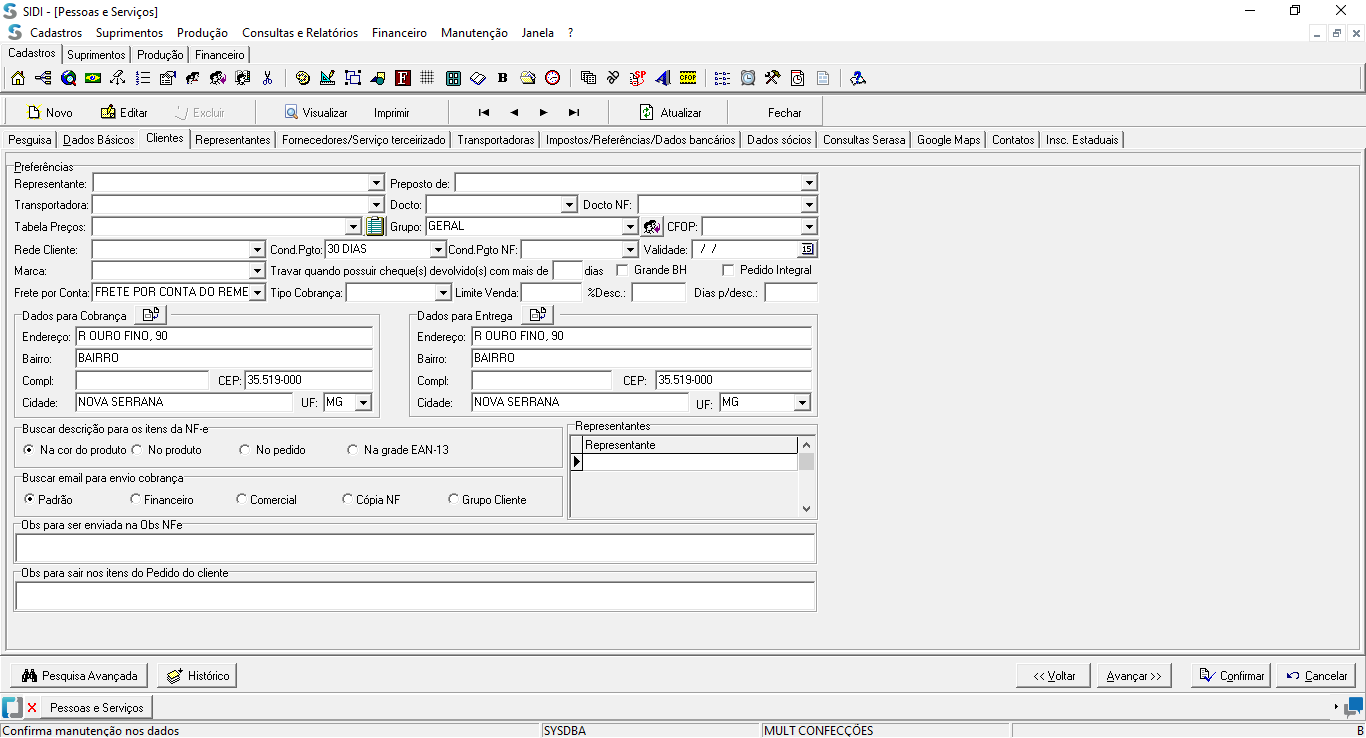 SIDI - [Pessoas e Serviços]
Cadastros Suprimentos Produção Consultas e Relatórios Financeiro Manutenção Janela ?
Cadastros Suprimentos Produção Financeiro
F B SP CFOP
Novo Editar Excluir Visualizar Imprimir Atualizar Fechar
Pesquisa Dados Básicos Clientes Representantes Fornecedores/Serviço terceirizado Transportadoras Impostos/Referências/Dados bancários Dados sócios Consultas Serasa Google Maps Contatos Insc. Estaduais
Preferências
Representante: Preposto de:
Transportadora: Docto: Docto NF:
Tabela Preços: Grupo: GERAL CFOP:
Rede Cliente: Cond.Pgto: 30 DIAS Cond.Pgto NF: Validade: / / 15
Marca: Travar quando possuir cheque(s) devolvido(s) com mais de dias Grande BH Pedido Integral
Frete por Conta: FRETE POR CONTA DO REME Tipo Cobrança: Limite Venda: %Desc.: Dias p/desc.:
Dados para Cobrança
Endereço: R OURO FINO, 90
Bairro: BAIRRO
Compl: CEP: 35.519-000
Cidade: NOVA SERRANA UF: MG
Dados para Entrega
Endereço: R OURO FINO, 90
Bairro: BAIRRO
Compl: CEP: 35.519-000
Cidade: NOVA SERRANA UF: MG
Buscar descrição para os itens da NF-e
Na cor do produto No produto No pedido Na grade EAN-13
Buscar email para envio cobrança
Padrão Financeiro Comercial Cópia NF Grupo Cliente
Representantes
Representante
Obs para ser enviada na Obs NFe
Obs para sair nos itens do Pedido do cliente
Pesquisa Avançada Histórico << Voltar Avançar >> Confirmar Cancelar
Pessoas e Serviços
Confirma manutenção nos dados SYSDBA MULT CONFECÇÕES B